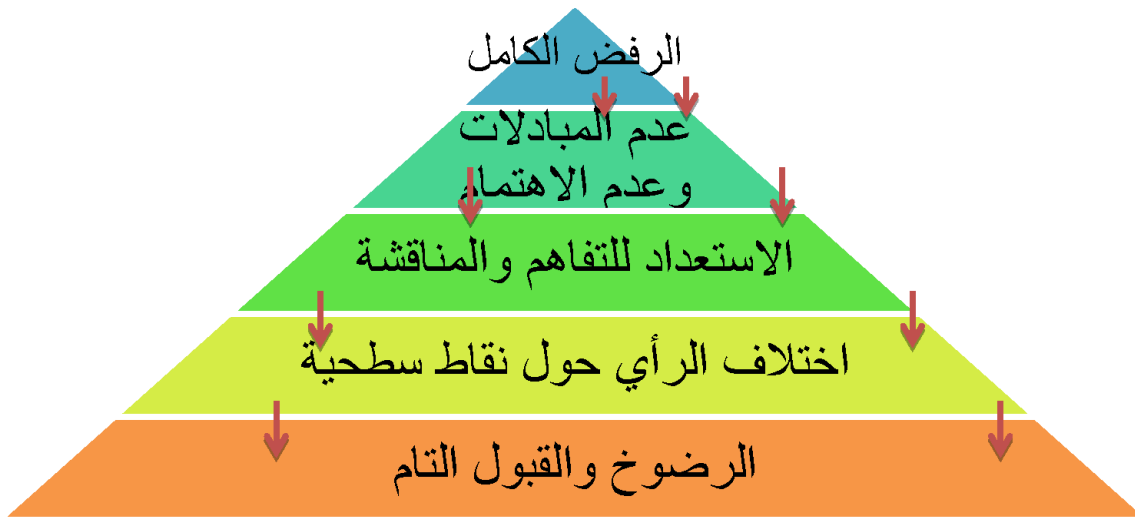 الرفض الكامل
عدم المبادلات
وعدم الاهتمام
الاستعداد للتفاهم والمناقشة
اختلاف الرأي حول نقاط سطحية
الرضوخ والقبول التام